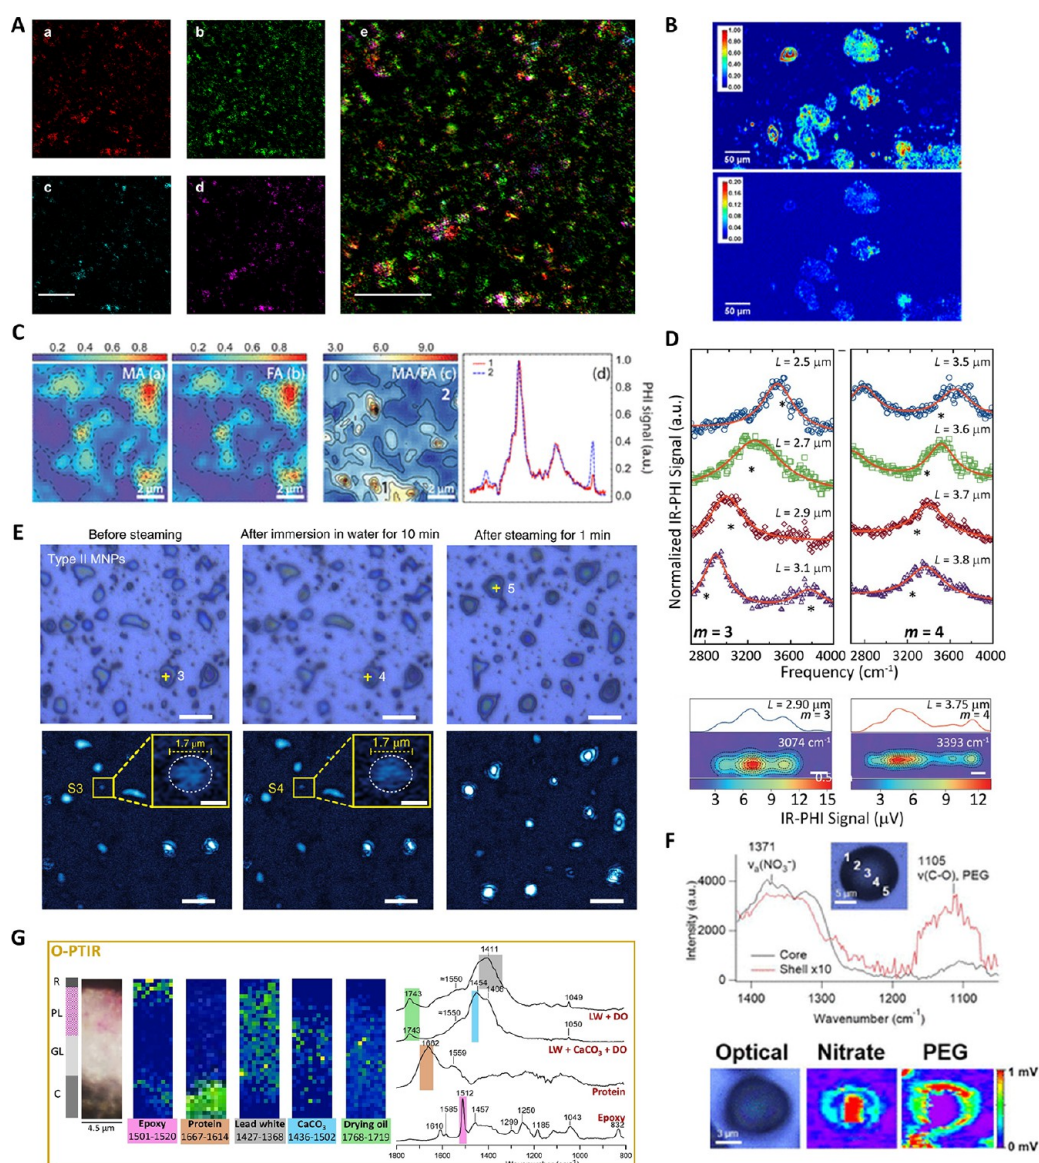 A
a
b
c
d
e
B
1.00
0.80
0.60
0.40
0.20
0.00
50 µm
0.20
0.16
0.12
0.08
0.04
0.00
50 µm
C
0.2 0.4 0.6 0.8
MA (a)
2 µm
0.2 0.4 0.6 0.8
FA (b)
2 µm
3.0 6.0 9.0
MA/FA (c)
2
1
2 µm
1
2
(d)
1.0
0.8
0.6
0.4
0.2
0.0
PHI signal (a.u.)
D
L = 2.5 µm
*
L = 2.7 µm
*
L = 2.9 µm
*
L = 3.1 µm
* *
m = 3
L = 3.5 µm
*
L = 3.6 µm
*
L = 3.7 µm
*
L = 3.8 µm
*
m = 4
Normalized IR-PHI Signal (a.u.)
2800 3200 3600 4000 3200 3600 4000
Frequency (cm⁻¹)
L = 2.90 µm
m = 3
3074 cm⁻¹
0.5
3 6 9 12 15
L = 3.75 µm
m = 4
3393 cm⁻¹
3 6 9 12
IR-PHI Signal (µV)
E
Before steaming
After immersion in water for 10 min
After steaming for 1 min
Type II MNPs
3
4
5
1.7 µm
S3
1.7 µm
S4
F
1371
νa(NO₃⁻)
1105
ν(C-O), PEG
1
2
3
4
5
5 µm
4000
2000
0
Intensity (a.u.)
Core
Shell x10
1400 1300 1200 1100
Wavenumber (cm⁻¹)
Optical
Nitrate
PEG
3 µm
1 mV
0 mV
G
O-PTIR
R
PL
GL
C
4.5 µm
Epoxy
1501-1520
Protein
1667-1614
Lead white
1427-1368
CaCO₃
1436-1502
Drying oil
1768-1719
1411
1743
≈1550
1049
LW + DO
1454
1406
1743
≈1550
1050
LW + CaCO₃ + DO
1662
1559
Protein
1512
1610
1585
1457
1299
1250
1185
1043
832
Epoxy
1800 1600 1400 1200 1000 800